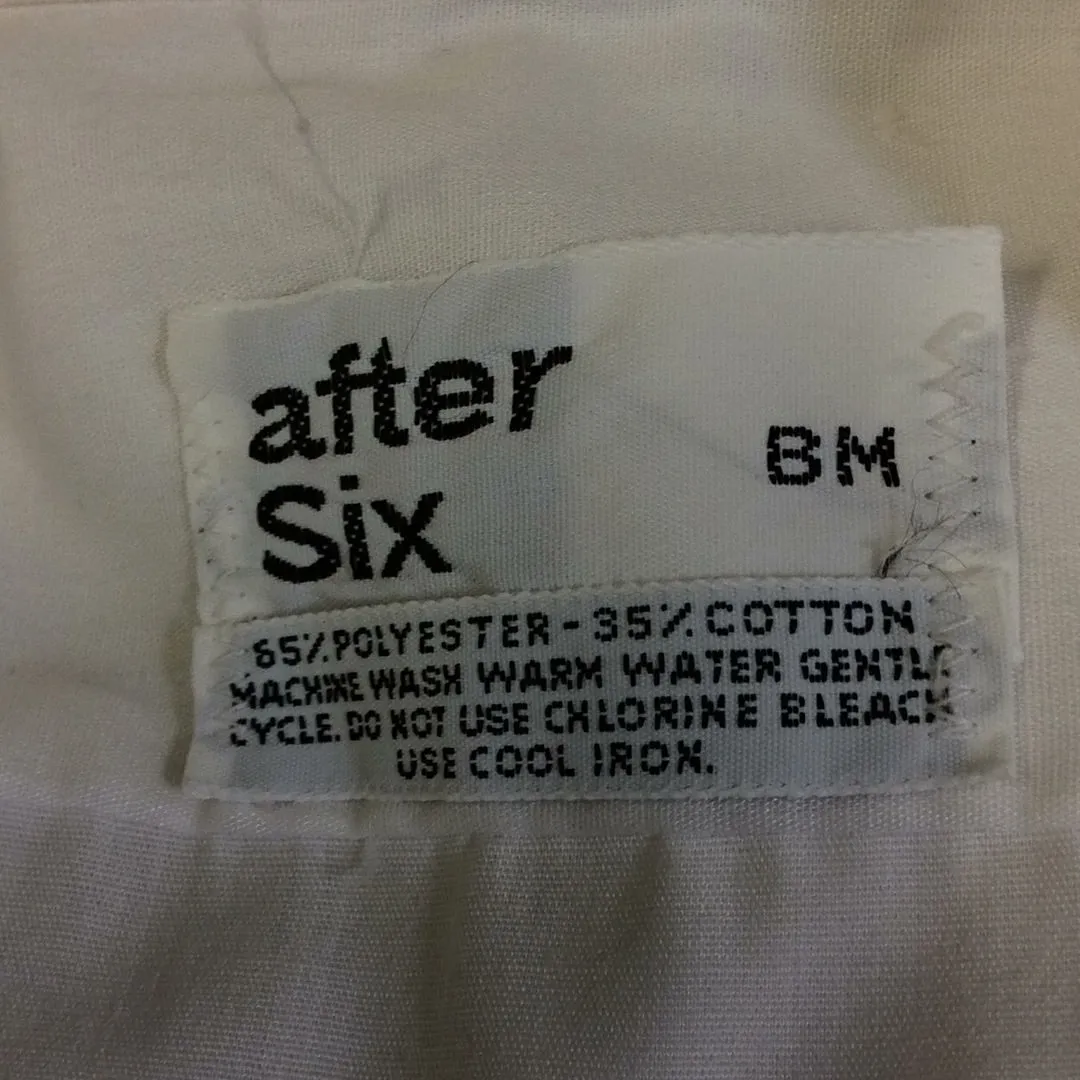 after
Six
BM
65% POLYESTER - 35% COTTON
MACHINE WASH WARM WATER GENTLE
CYCLE. DO NOT USE CHLORINE BLEACH
USE COOL IRON.